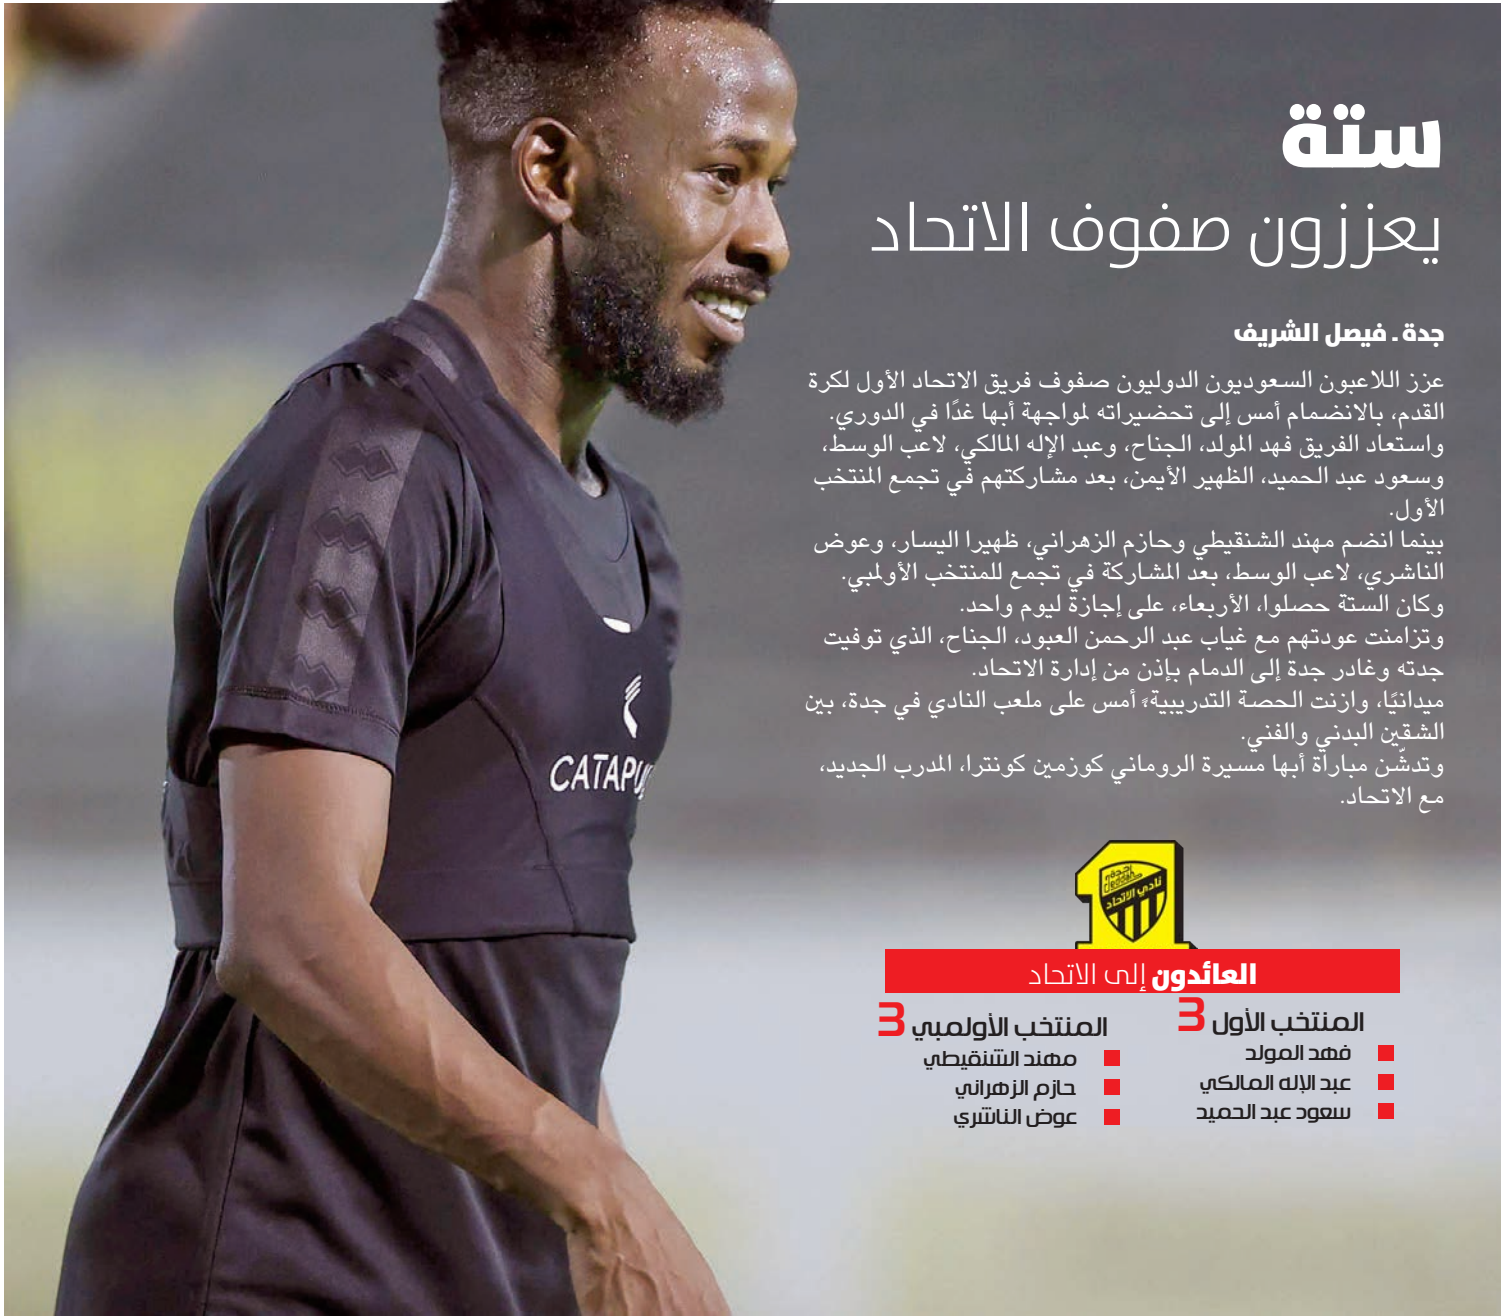 ستة
يعززون صفوف الاتحاد
جدة . فيصل الشريف
عزز اللاعبون السعوديون الدوليون صفوف فريق الاتحاد الأول لكرة
القدم، بالانضمام أمس إلى تحضيراته لمواجهة أبها غدًا في الدوري.
واستعاد الفريق فهد المولد، الجناح، وعبد الإله المالكي، لاعب الوسط،
وسعود عبد الحميد، الظهير الأيمن، بعد مشاركتهم في تجمع المنتخب
الأول.
بينما انضم مهند الشنقيطي وحازم الزهراني، ظهيرا اليسار، وعوض
الناشري، لاعب الوسط، بعد المشاركة في تجمع للمنتخب الأولمبي.
وكان الستة حصلوا، الأربعاء، على إجازة ليوم واحد.
وتزامنت عودتهم مع غياب عبد الرحمن العبود، الجناح، الذي توفيت
جدته وغادر جدة إلى الدمام بإذن من إدارة الاتحاد.
ميدانيًا، وازنت الحصة التدريبية، أمس على ملعب النادي في جدة، بين
الشقين البدني والفني.
وتدشّن مباراة أبها مسيرة الروماني كوزمين كونترا، المدرب الجديد،
مع الاتحاد.
CATAPU
نادي الاتحاد
العائدون إلى الاتحاد
المنتخب الأول 3
فهد المولد
عبد الإله المالكي
سعود عبد الحميد
المنتخب الأولمبي 3
مهند الشنقيطي
حازم الزهراني
عوض الناشري